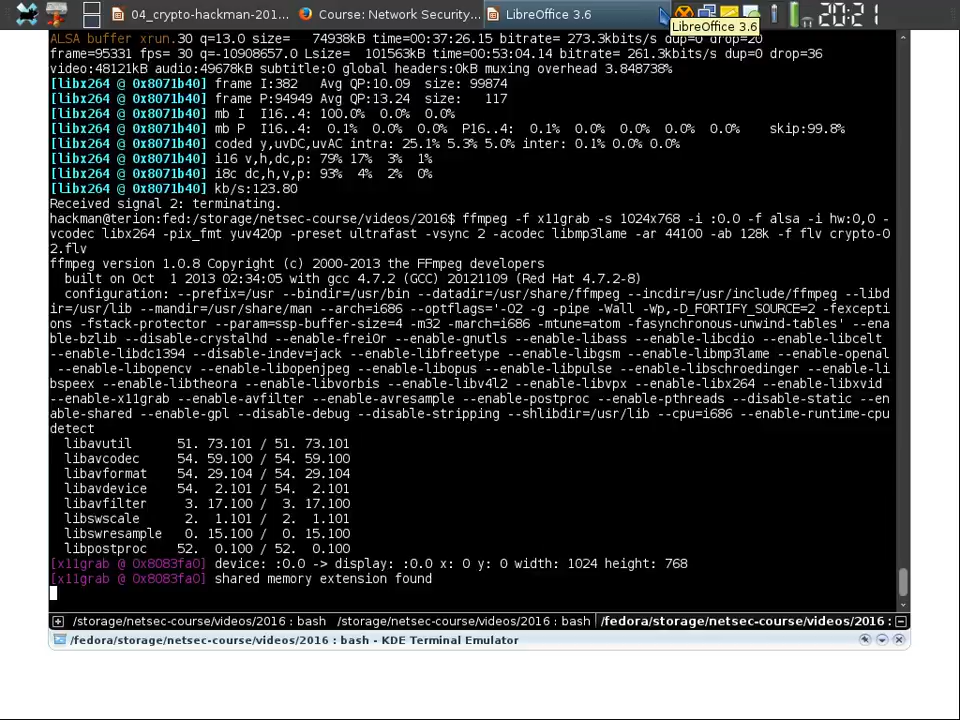 04_crypto-hackman-201...
Course: Network Security,...
LibreOffice 3.6
20:21
LibreOffice 3.6
ALSA buffer xrun.30 q=13.0 size=   74938kB time=00:37:26.15 bitrate= 273.3kbits/s dup=0 drop=20
frame=95331 fps= 30 q=-10908657.0 Lsize=  101563kB time=00:53:04.14 bitrate= 261.3kbits/s dup=0 drop=36
video:48121kB audio:49678kB subtitle:0 global headers:0kB muxing overhead 3.848738%
[libx264 @ 0x8071b40] frame I:382   Avg QP:10.09  size: 99874
[libx264 @ 0x8071b40] frame P:94949 Avg QP:13.24  size:   117
[libx264 @ 0x8071b40] mb I  I16..4: 100.0%  0.0%  0.0%
[libx264 @ 0x8071b40] mb P  I16..4:  0.1%  0.0%  0.0%  P16..4:  0.1%  0.0%  0.0%  0.0%  0.0%    skip:99.8%
[libx264 @ 0x8071b40] coded y,uvDC,uvAC intra: 25.1% 5.3% 5.0% inter: 0.1% 0.0% 0.0%
[libx264 @ 0x8071b40] i16 v,h,dc,p: 79% 17%  3%  1%
[libx264 @ 0x8071b40] i8c dc,h,v,p: 93%  4%  2%  0%
[libx264 @ 0x8071b40] kb/s:123.80
Received signal 2: terminating.
hackman@terion:fed:/storage/netsec-course/videos/2016$ ffmpeg -f x11grab -s 1024x768 -i :0.0 -f alsa -i hw:0,0 -
vcodec libx264 -pix_fmt yuv420p -preset ultrafast -vsync 2 -acodec libmp3lame -ar 44100 -ab 128k -f flv crypto-0
2.flv
ffmpeg version 1.0.8 Copyright (c) 2000-2013 the FFmpeg developers
  built on Oct  1 2013 02:34:05 with gcc 4.7.2 (GCC) 20121109 (Red Hat 4.7.2-8)
  configuration: --prefix=/usr --bindir=/usr/bin --datadir=/usr/share/ffmpeg --incdir=/usr/include/ffmpeg --libd
ir=/usr/lib --mandir=/usr/share/man --arch=i686 --optflags='-O2 -g -pipe -Wall -Wp,-D_FORTIFY_SOURCE=2 -fexcepti
ons -fstack-protector --param=ssp-buffer-size=4 -m32 -march=i686 -mtune=atom -fasynchronous-unwind-tables' --ena
ble-bzlib --disable-crystalhd --enable-frei0r --enable-gnutls --enable-libass --enable-libcdio --enable-libcelt
--enable-libdc1394 --disable-indev=jack --enable-libfreetype --enable-libgsm --enable-libmp3lame --enable-openal
 --enable-libopencv --enable-libopenjpeg --enable-libopus --enable-libpulse --enable-libschroedinger --enable-li
bspeex --enable-libtheora --enable-libvorbis --enable-libv4l2 --enable-libvpx --enable-libx264 --enable-libxvid
--enable-x11grab --enable-avfilter --enable-avresample --enable-postproc --enable-pthreads --disable-static --en
able-shared --enable-gpl --disable-debug --disable-stripping --shlibdir=/usr/lib --cpu=i686 --enable-runtime-cpu
detect
  libavutil      51. 73.101 / 51. 73.101
  libavcodec     54. 59.100 / 54. 59.100
  libavformat    54. 29.104 / 54. 29.104
  libavdevice    54.  2.101 / 54.  2.101
  libavfilter     3. 17.100 /  3. 17.100
  libswscale      2.  1.101 /  2.  1.101
  libswresample   0. 15.100 /  0. 15.100
  libpostproc    52.  0.100 / 52.  0.100
[x11grab @ 0x8083fa0] device: :0.0 -> display: :0.0 x: 0 y: 0 width: 1024 height: 768
[x11grab @ 0x8083fa0] shared memory extension found
/storage/netsec-course/videos/2016 : bash
/storage/netsec-course/videos/2016 : bash
/fedora/storage/netsec-course/videos/2016 :
/fedora/storage/netsec-course/videos/2016 : bash - KDE Terminal Emulator